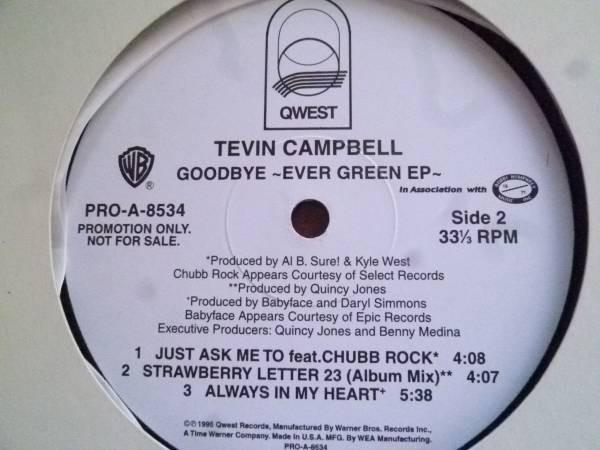 QWEST
TEVIN CAMPBELL
GOODBYE ~EVER GREEN EP~
In Association with
WB
®
PRO-A-8534
PROMOTION ONLY.
NOT FOR SALE.
Side 2
33⅓ RPM
*Produced by Al B. Sure! & Kyle West
Chubb Rock Appears Courtesy of Select Records
**Produced by Quincy Jones
+Produced by Babyface and Daryl Simmons
Babyface Appears Courtesy of Epic Records
Executive Producers: Quincy Jones and Benny Medina
1 JUST ASK ME TO feat.CHUBB ROCK* 4:08
2 STRAWBERRY LETTER 23 (Album Mix)** 4:07
3 ALWAYS IN MY HEART+ 5:38
©℗ 1995 Qwest Records, Manufactured By Warner Bros. Records Inc.,
A Time Warner Company. Made In U.S.A. MFG. By WEA Manufacturing.
PRO-A-8534